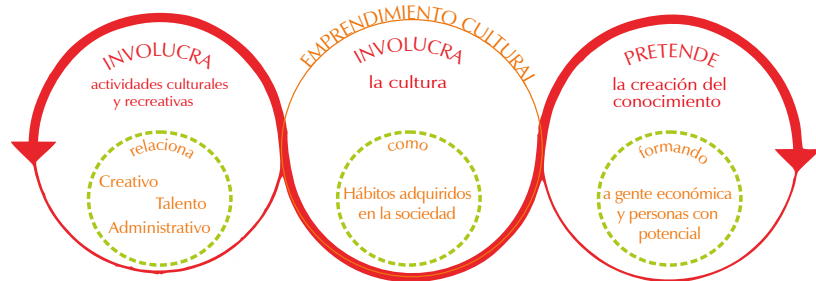 EMPRENDIMIENTO CULTURAL
INVOLUCRA
actividades culturales
y recreativas
relaciona
Creativo
Talento
Administrativo
INVOLUCRA
la cultura
como
Hábitos adquiridos
en la sociedad
PRETENDE
la creación del
conocimiento
formando
a gente económica
y personas con
potencial